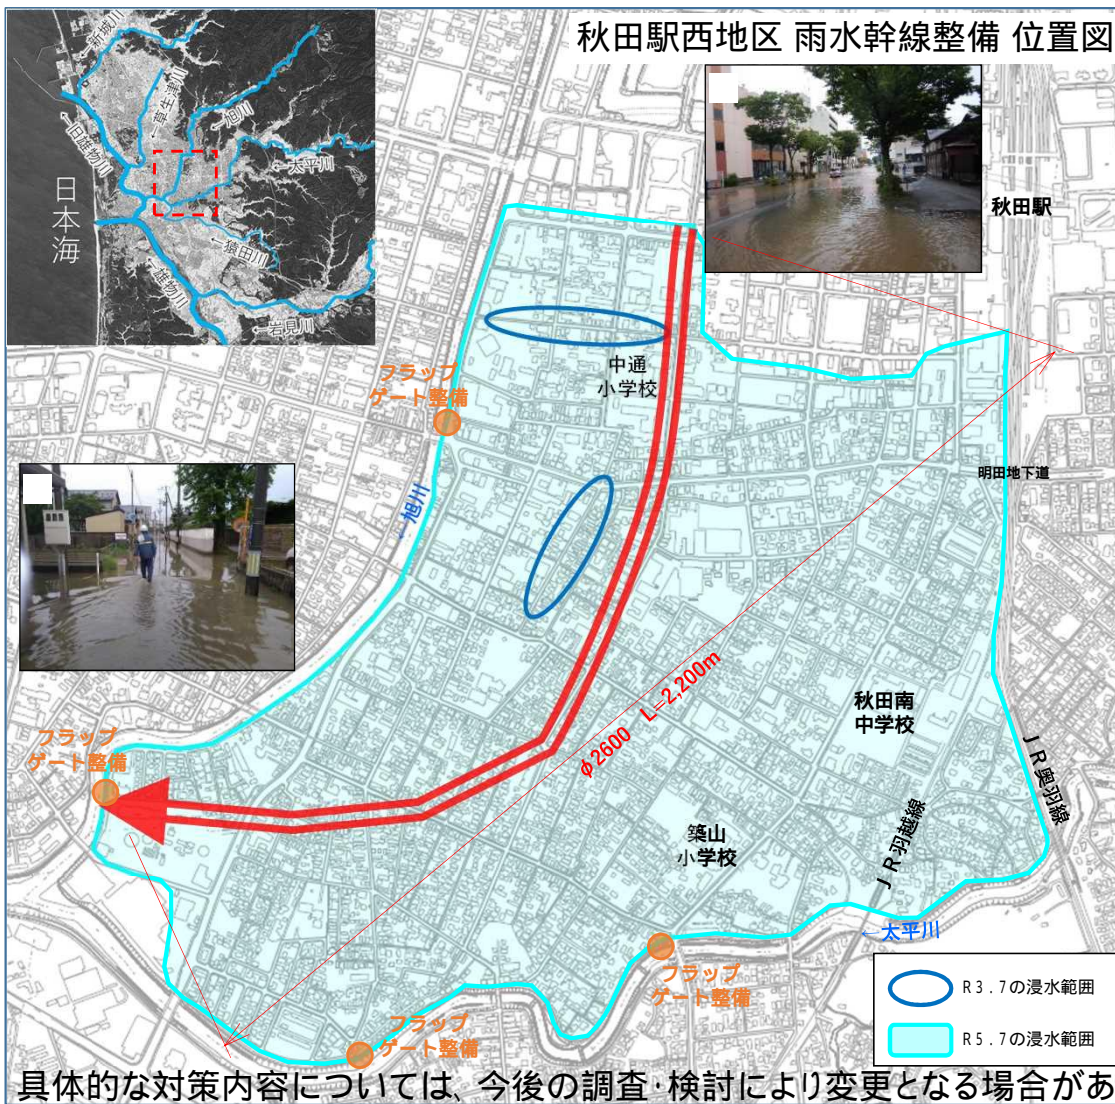 秋田駅西地区 雨水幹線整備 位置図
←新城川
←草生津川
←旭川
←旧雄物川
←太平川
日本海
←猿田川
←雄物川
←岩見川
秋田駅
中通
小学校
フラップ
ゲート整備
明田地下道
←旭川
φ2600 L=2,200m
秋田南
中学校
フラップ
ゲート整備
JR奥羽線
築山
小学校
JR羽越線
←太平川
フラップ
ゲート整備
フラップ
ゲート整備
R3.7の浸水範囲
R5.7の浸水範囲
具体的な対策内容については、今後の調査・検討により変更となる場合があ